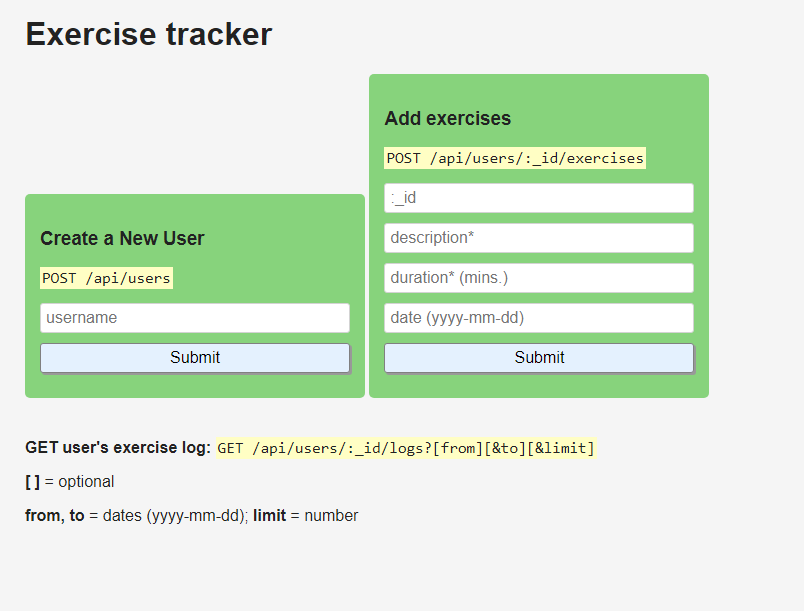 Exercise tracker
Create a New User
POST /api/users
username
Submit
Add exercises
POST /api/users/:_id/exercises
:_id
description*
duration* (mins.)
date (yyyy-mm-dd)
Submit
GET user's exercise log: GET /api/users/:_id/logs?[from][&to][&limit]
[ ] = optional
from, to = dates (yyyy-mm-dd); limit = number